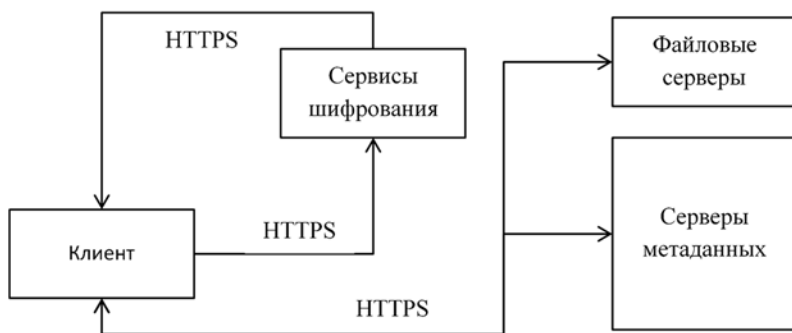 HTTPS
Сервисы
шифрования
Файловые
серверы
Клиент
HTTPS
Серверы
метаданных
HTTPS